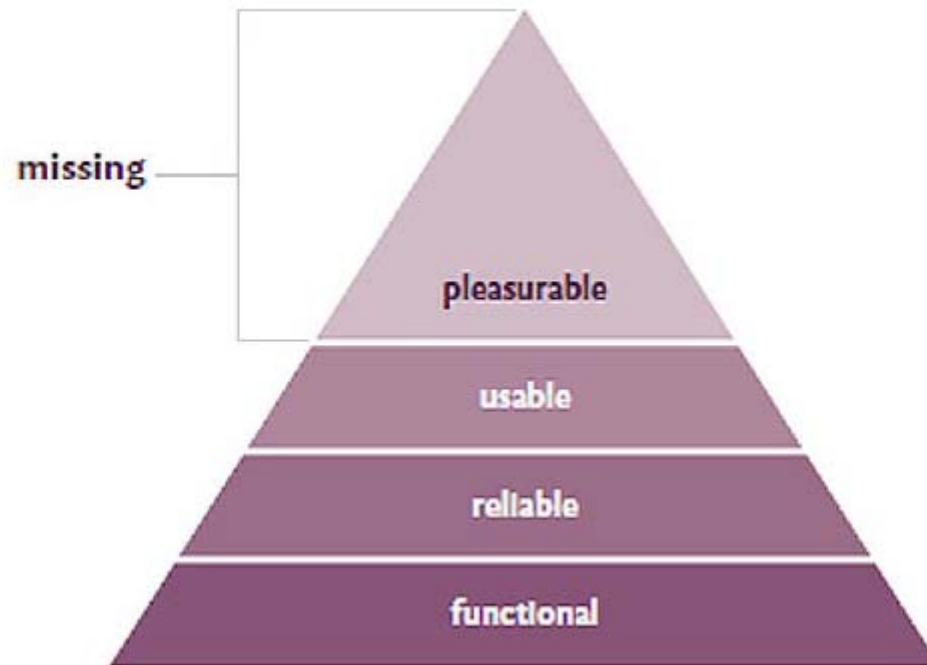 missing
pleasurable
usable
reliable
functional